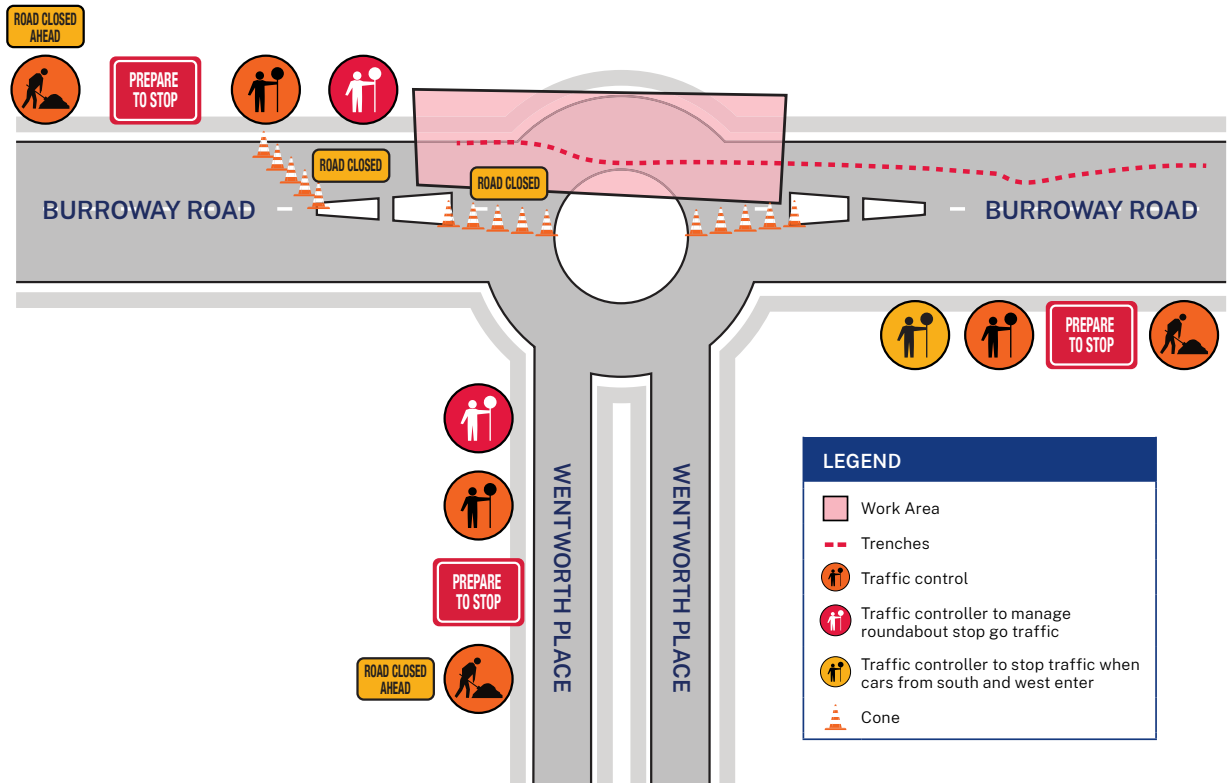 ROAD CLOSED
AHEAD
PREPARE
TO STOP
ROAD CLOSED
ROAD CLOSED
BURROWAY ROAD
BURROWAY ROAD
PREPARE
TO STOP
WENTWORTH PLACE
WENTWORTH PLACE
PREPARE
TO STOP
ROAD CLOSED
AHEAD
LEGEND
Work Area
Trenches
Traffic control
Traffic controller to manage
roundabout stop go traffic
Traffic controller to stop traffic when
cars from south and west enter
Cone